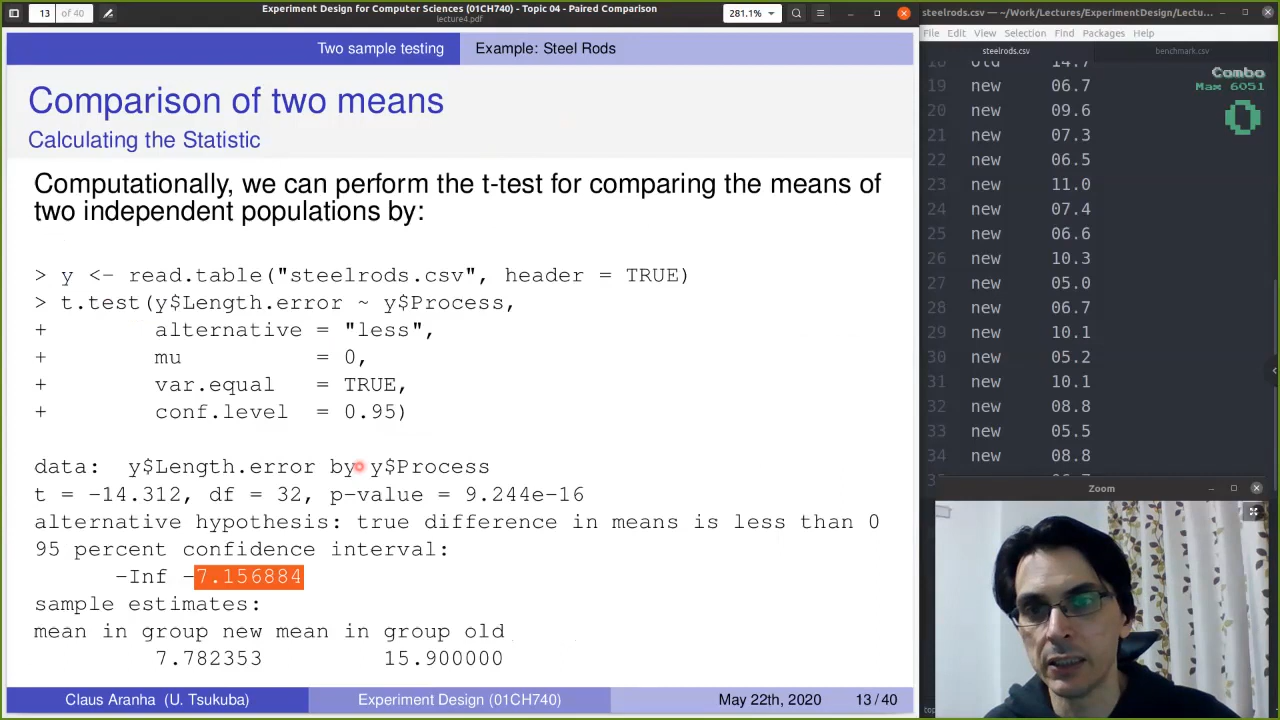 13 of 40
Experiment Design for Computer Sciences (01CH740) - Topic 04 - Paired Comparison
lecture4.pdf
281.1%
Two sample testing Example: Steel Rods
Comparison of two means
Calculating the Statistic
Computationally, we can perform the t-test for comparing the means of
two independent populations by:
> y <- read.table("steelrods.csv", header = TRUE)
> t.test(y$Length.error ~ y$Process,
+ alternative = "less",
+ mu = 0,
+ var.equal = TRUE,
+ conf.level = 0.95)
data: y$Length.error by y$Process
t = -14.312, df = 32, p-value = 9.244e-16
alternative hypothesis: true difference in means is less than 0
95 percent confidence interval:
-Inf -7.156884
sample estimates:
mean in group new mean in group old
7.782353 15.900000
Claus Aranha (U. Tsukuba) Experiment Design (01CH740) May 22th, 2020 13 / 40
steelrods.csv — ~/Work/Lectures/ExperimentDesign/Lectu...
File Edit View Selection Find Packages Help
steelrods.csv benchmark.csv
18 old 14.7
Combo
Max 6051
0
19 new 06.7
20 new 09.6
21 new 07.3
22 new 06.5
23 new 11.0
24 new 07.4
25 new 06.6
26 new 10.3
27 new 05.0
28 new 06.7
29 new 10.1
30 new 05.2
31 new 10.1
32 new 08.8
33 new 05.5
34 new 08.8
Zoom